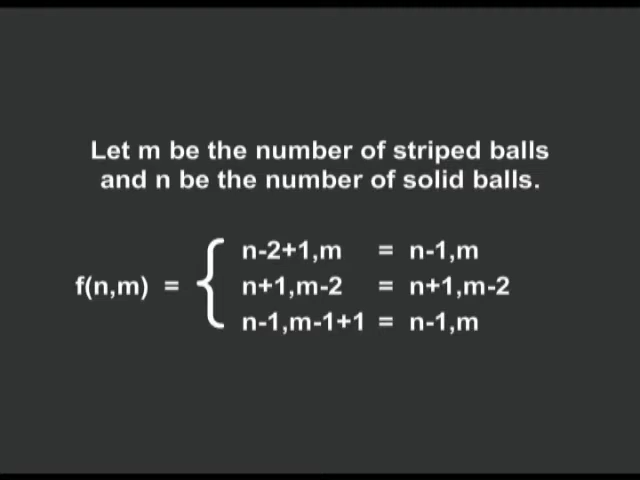 Let m be the number of striped balls
and n be the number of solid balls.
n-2+1,m = n-1,m
f(n,m) = { n+1,m-2 = n+1,m-2
n-1,m-1+1 = n-1,m